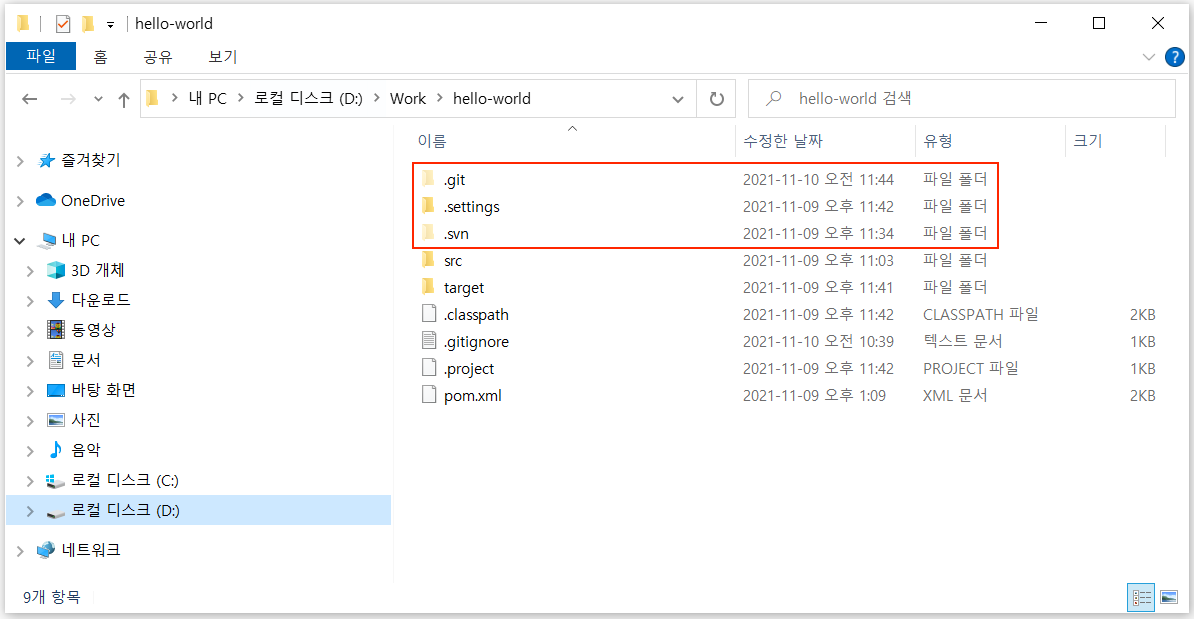 hello-world
파일 홈 공유 보기 ?
내 PC 로컬 디스크 (D:) Work hello-world hello-world 검색
이름 수정한 날짜 유형 크기
즐겨찾기
OneDrive
내 PC
3D 개체
다운로드
동영상
문서
바탕 화면
사진
음악
로컬 디스크 (C:)
로컬 디스크 (D:)
네트워크
.git 2021-11-10 오전 11:44 파일 폴더
.settings 2021-11-09 오후 11:42 파일 폴더
.svn 2021-11-09 오후 11:34 파일 폴더
src 2021-11-09 오후 11:03 파일 폴더
target 2021-11-09 오후 11:41 파일 폴더
.classpath 2021-11-09 오후 11:42 CLASSPATH 파일 2KB
.gitignore 2021-11-10 오전 10:39 텍스트 문서 1KB
.project 2021-11-09 오후 11:42 PROJECT 파일 1KB
pom.xml 2021-11-09 오후 1:09 XML 문서 2KB
9개 항목